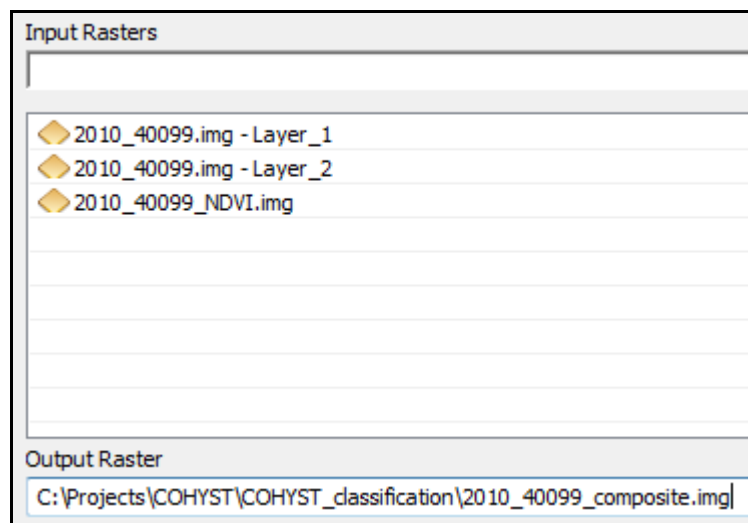 Input Rasters
2010_40099.img - Layer_1
2010_40099.img - Layer_2
2010_40099_NDVI.img
Output Raster
C:\Projects\COHYST\COHYST_classification\2010_40099_composite.img